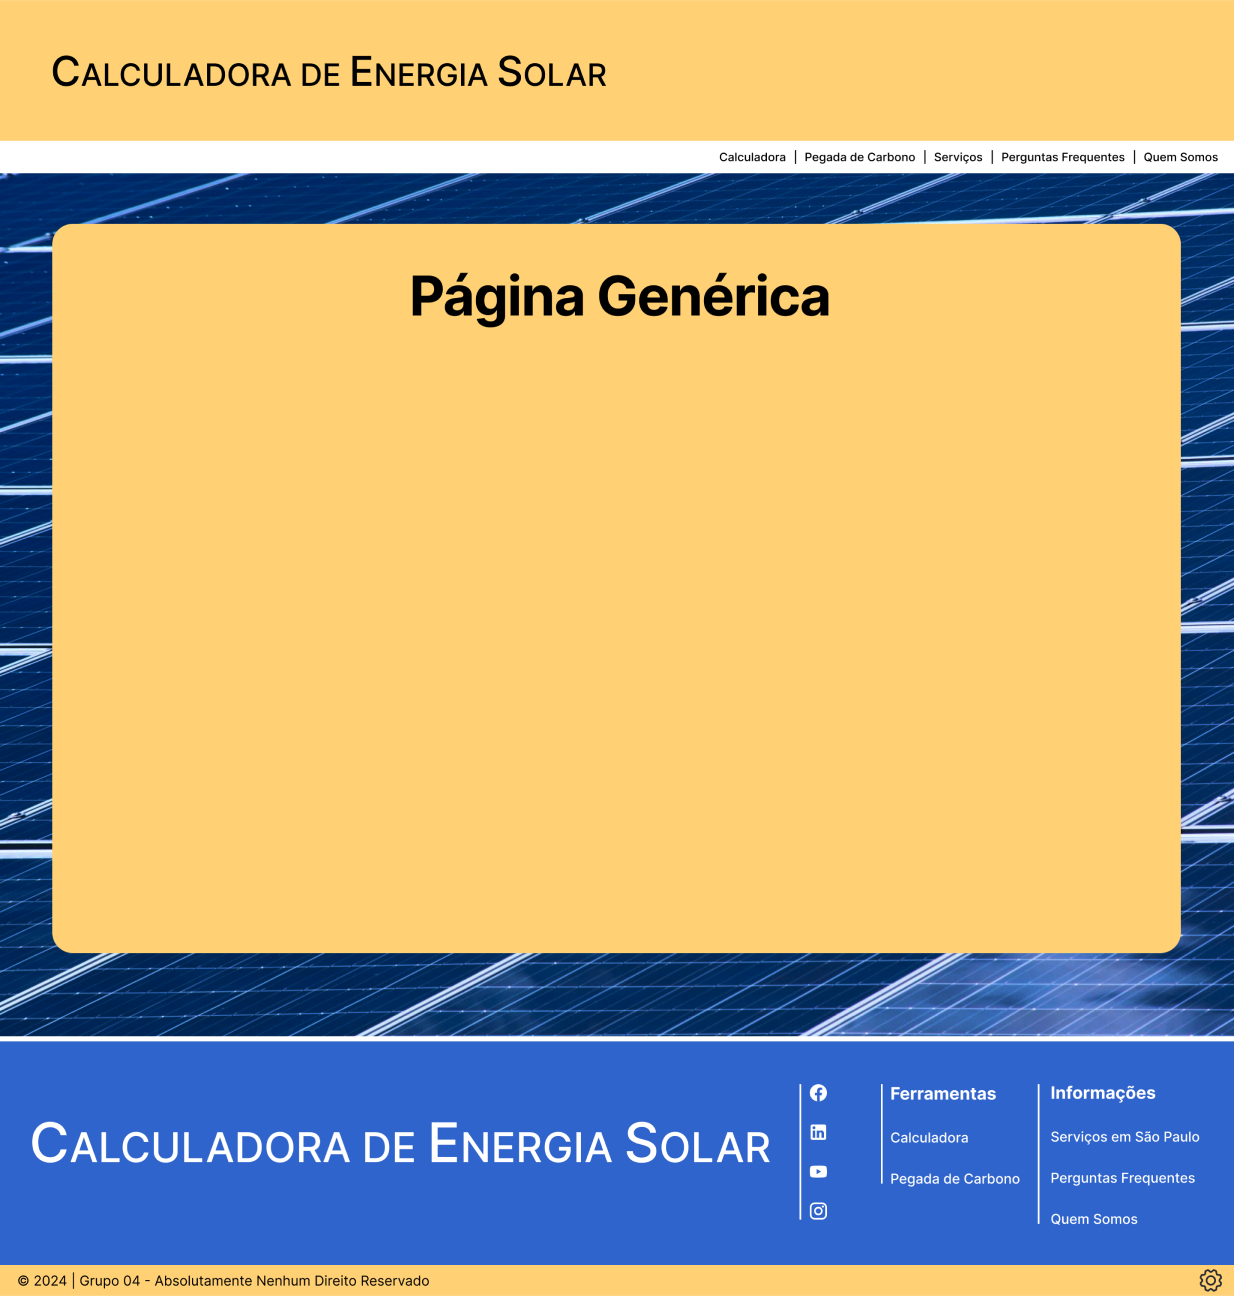 Calculadora de Energia Solar
Calculadora | Pegada de Carbono | Serviços | Perguntas Frequentes | Quem Somos
Página Genérica
Calculadora de Energia Solar
Ferramentas
Calculadora
Pegada de Carbono
Informações
Serviços em São Paulo
Perguntas Frequentes
Quem Somos
© 2024 | Grupo 04 - Absolutamente Nenhum Direito Reservado